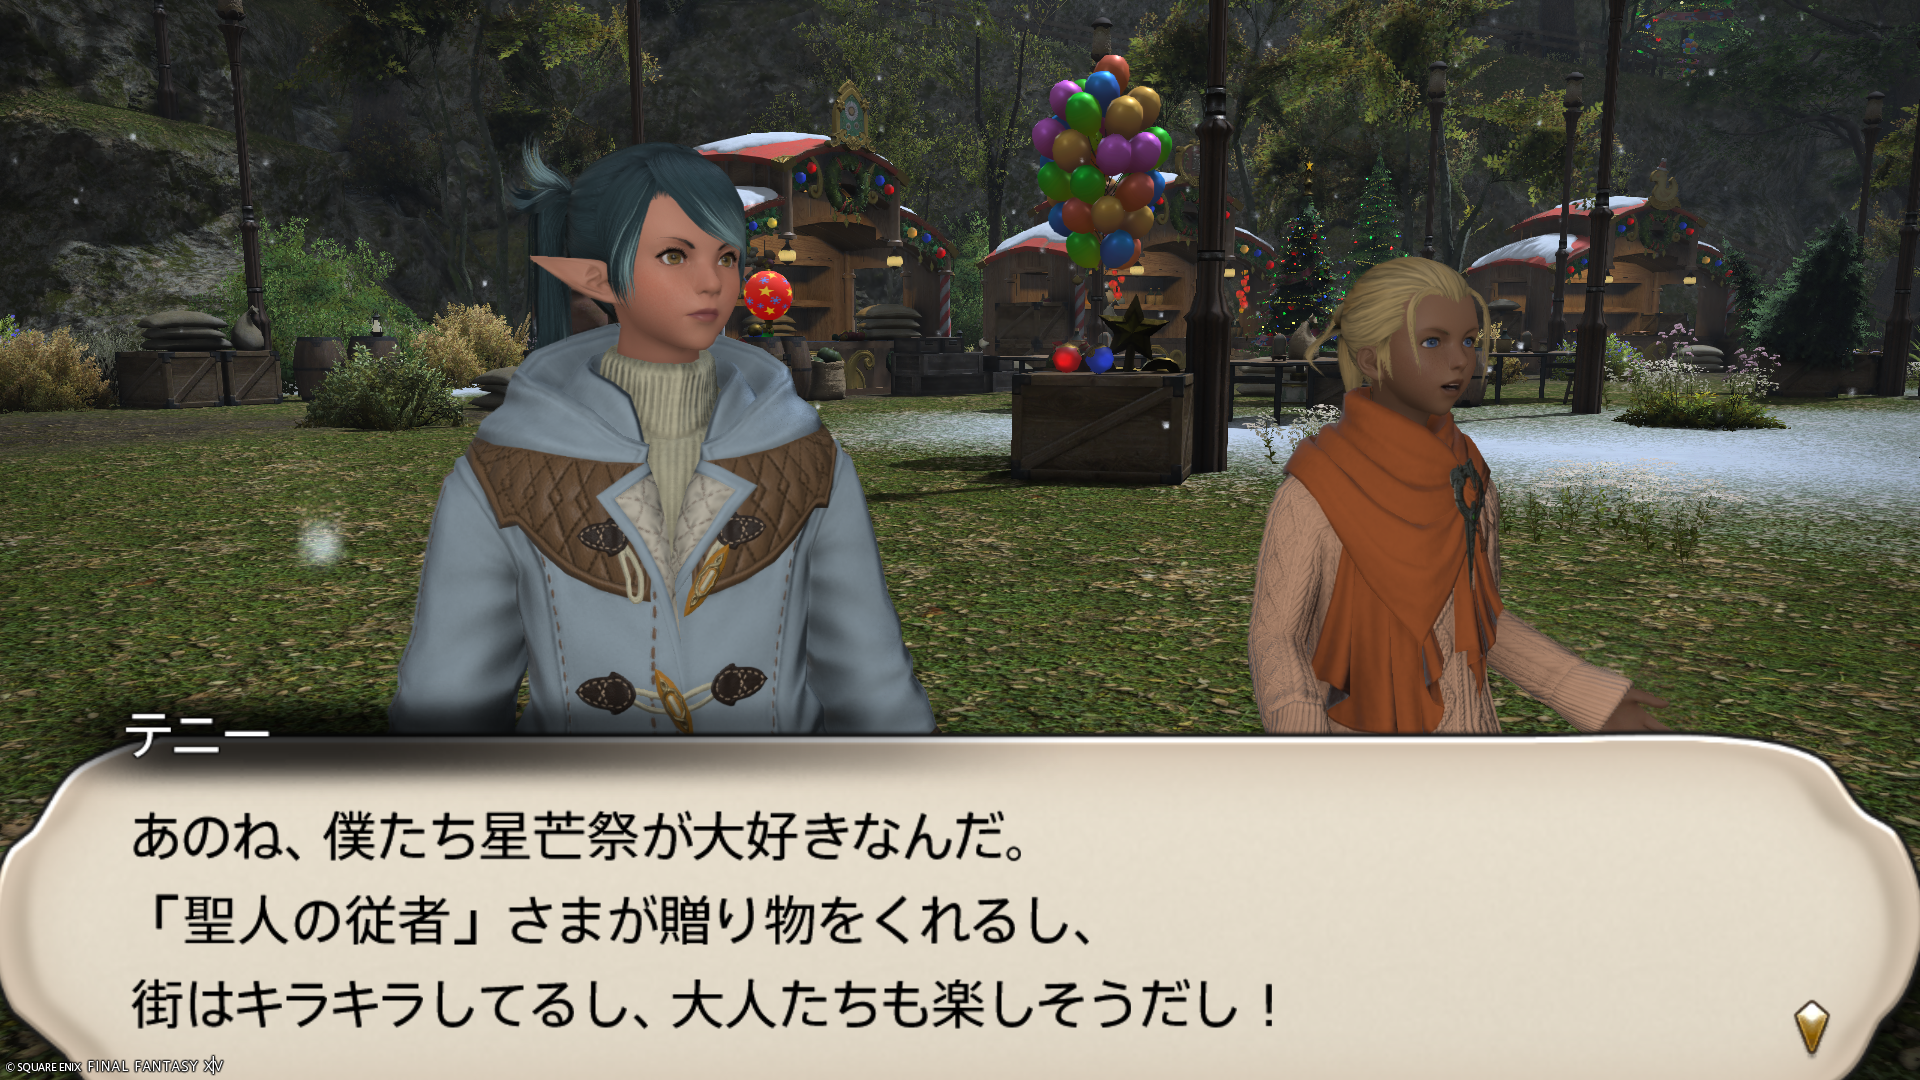 テニー
あのね、僕たち星芒祭が大好きなんだ。
「聖人の従者」さまが贈り物をくれるし、
街はキラキラしてるし、大人たちも楽しそうだし！
© SQUARE ENIX FINAL FANTASY XIV